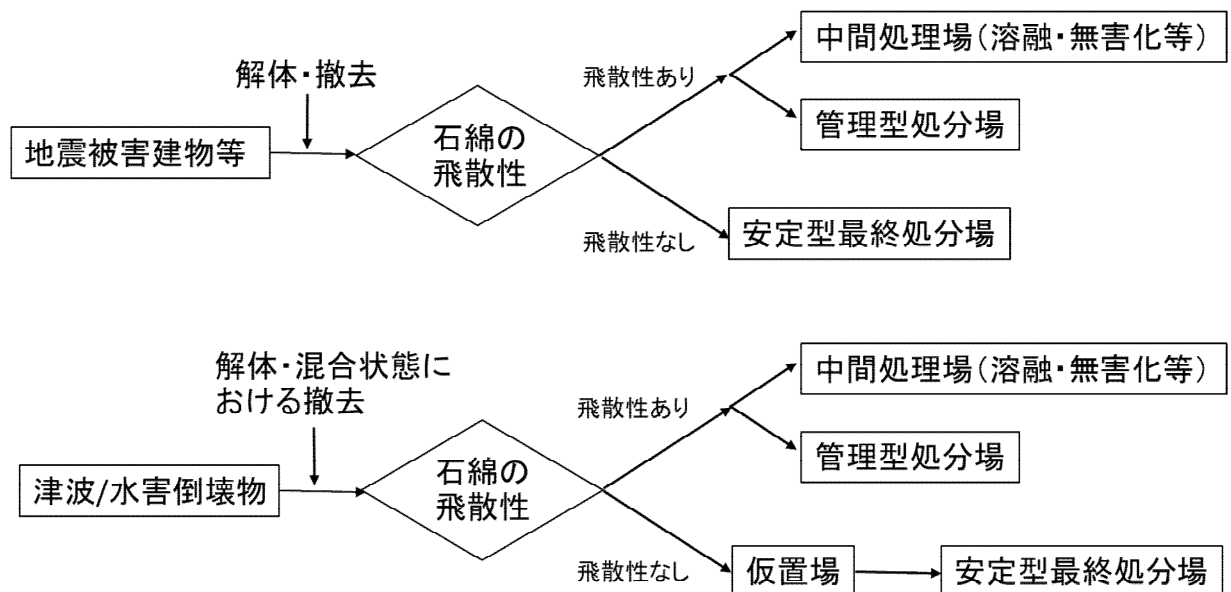 中間処理場(溶融・無害化等)
解体・撤去
飛散性あり
石綿の
飛散性
管理型処分場
地震被害建物等
飛散性なし
安定型最終処分場
解体・混合状態に
おける撤去
中間処理場(溶融・無害化等)
飛散性あり
石綿の
飛散性
管理型処分場
津波/水害倒壊物
飛散性なし
仮置場
安定型最終処分場